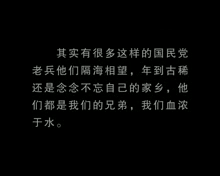 其实有很多这样的国民党
老兵他们隔海相望，年到古稀
还是念念不忘自己的家乡，他
们都是我们的兄弟，我们血浓
于水。